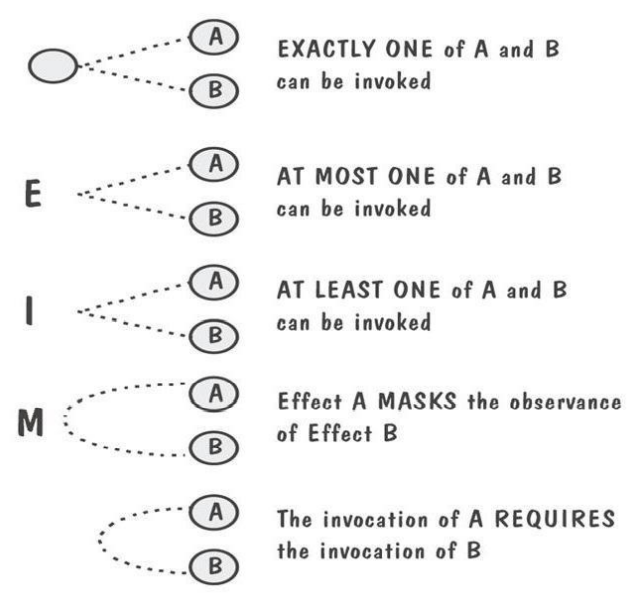 A
EXACTLY ONE of A and B
B
can be invoked
A
AT MOST ONE of A and B
E
B
can be invoked
A
AT LEAST ONE of A and B
I
B
can be invoked
A
Effect A MASKS the observance
M
of Effect B
B
A
The invocation of A REQUIRES
the invocation of B
B